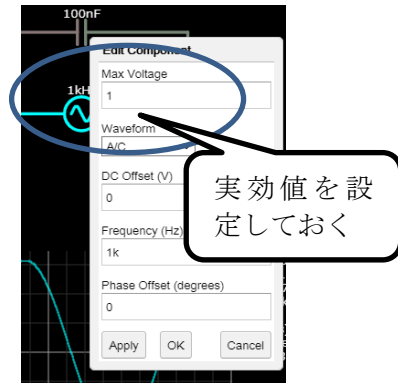 100nF
Edit Component
Max Voltage
1kH
1
Waveform
A/C
DC Offset (V)
0
実効値を設
定しておく
Frequency (Hz)
1k
Phase Offset (degrees)
0
Apply OK Cancel